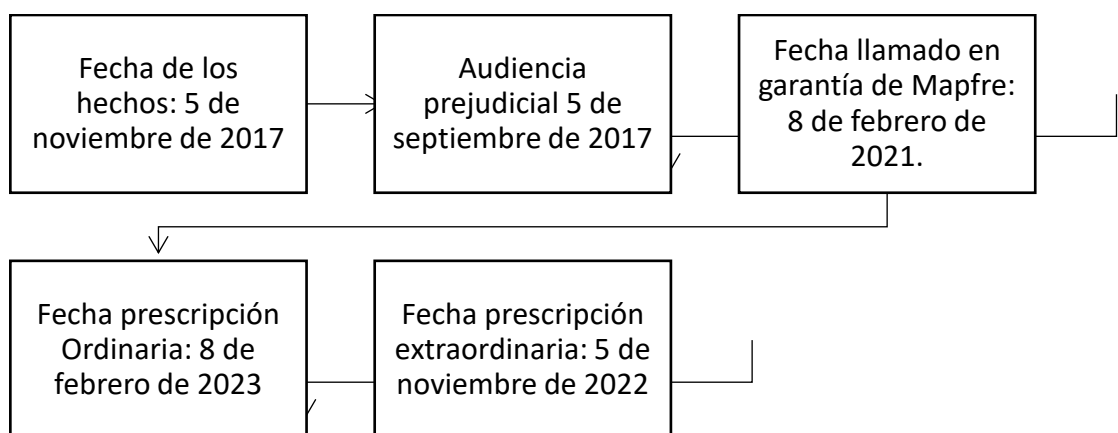 Fecha de los
hechos: 5 de
noviembre de 2017
Audiencia
prejudicial 5 de
septiembre de 2017
Fecha llamado en
garantía de Mapfre:
8 de febrero de
2021.
Fecha prescripción
Ordinaria: 8 de
febrero de 2023
Fecha prescripción
extraordinaria: 5 de
noviembre de 2022